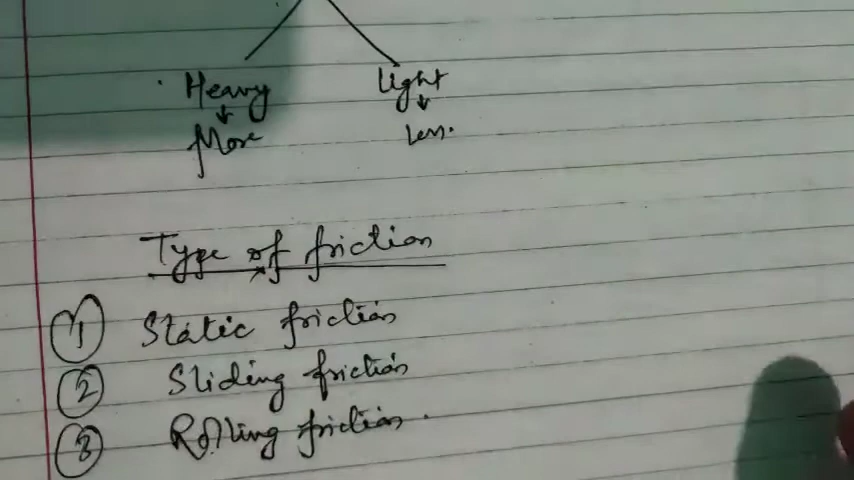 Heavy Light
More Less.
Type of friction
1 Static friction
2 Sliding friction
3 Rolling friction.